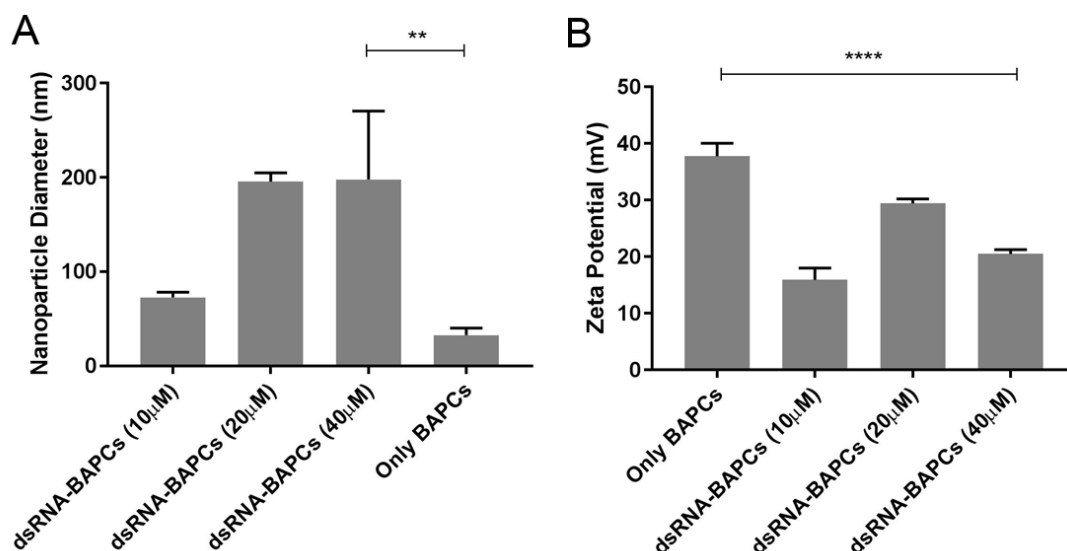 A
**
Nanoparticle Diameter (nm)
300
200
100
0
dsRNA-BAPCs (10μM)
dsRNA-BAPCs (20μM)
dsRNA-BAPCs (40μM)
Only BAPCs
B
****
Zeta Potential (mV)
50
40
30
20
10
0
Only BAPCs
dsRNA-BAPCs (10μM)
dsRNA-BAPCs (20μM)
dsRNA-BAPCs (40μM)